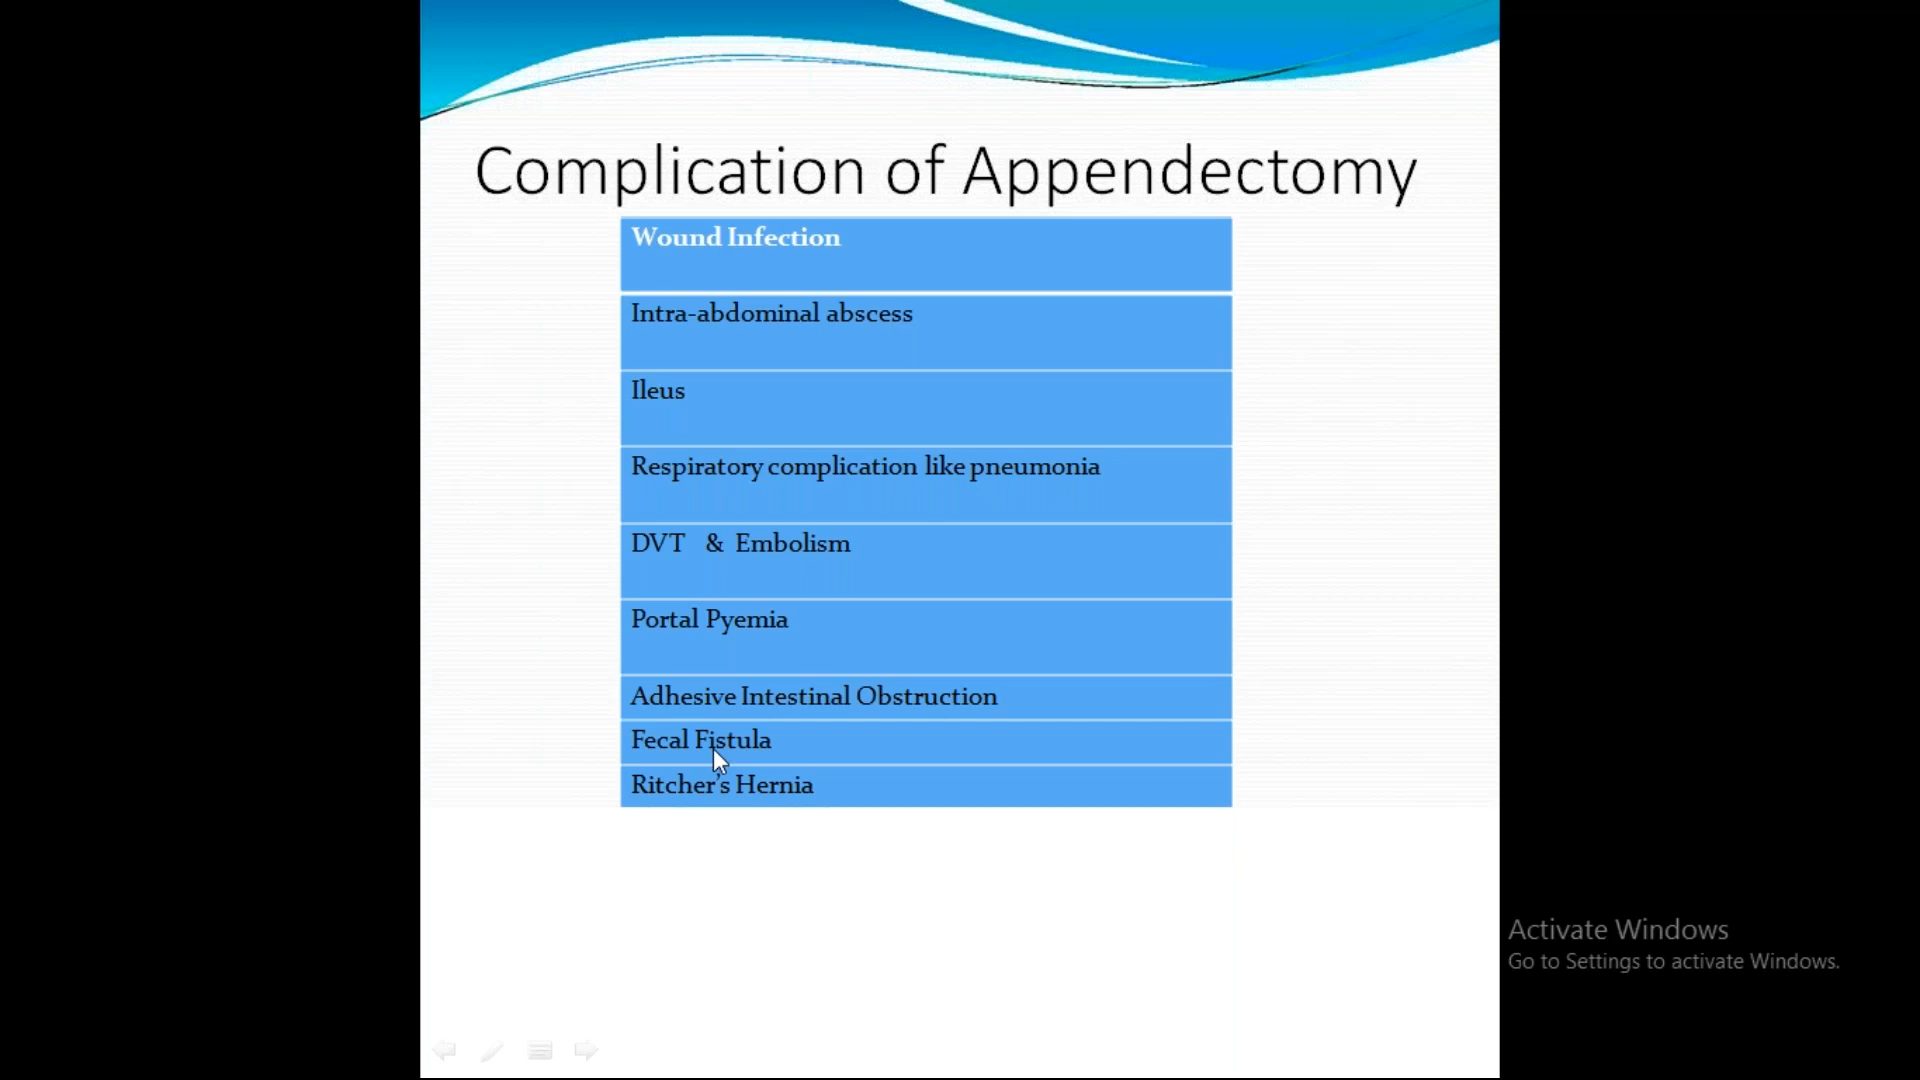 Complication of Appendectomy
Wound Infection
Intra-abdominal abscess
Ileus
Respiratory complication like pneumonia
DVT & Embolism
Portal Pyemia
Adhesive Intestinal Obstruction
Fecal Fistula
Ritcher's Hernia
Activate Windows
Go to Settings to activate Windows.